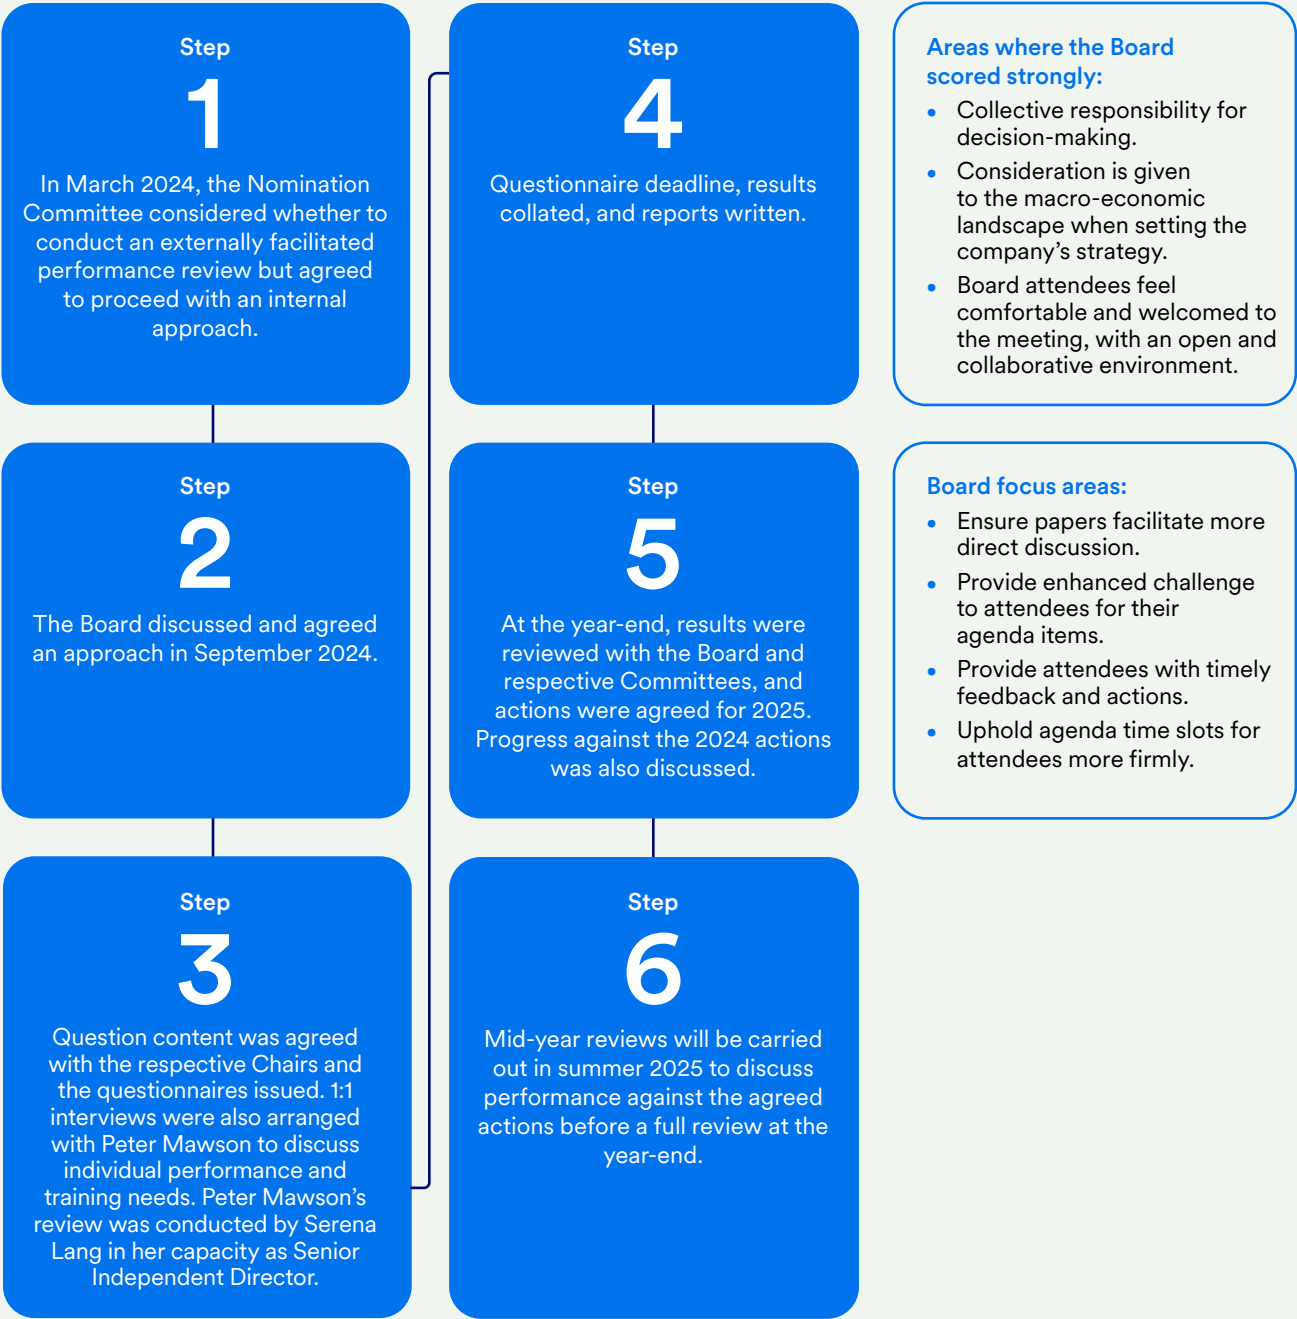 Step
1
In March 2024, the Nomination
Committee considered whether to
conduct an externally facilitated
performance review but agreed
to proceed with an internal
approach.
Step
2
The Board discussed and agreed
an approach in September 2024.
Step
3
Question content was agreed
with the respective Chairs and
the questionnaires issued. 1:1
interviews were also arranged
with Peter Mawson to discuss
individual performance and
training needs. Peter Mawson’s
review was conducted by Serena
Lang in her capacity as Senior
Independent Director.
Step
4
Questionnaire deadline, results
collated, and reports written.
Step
5
At the year-end, results were
reviewed with the Board and
respective Committees, and
actions were agreed for 2025.
Progress against the 2024 actions
was also discussed.
Step
6
Mid-year reviews will be carried
out in summer 2025 to discuss
performance against the agreed
actions before a full review at the
year-end.
Areas where the Board
scored strongly:
• Collective responsibility for
decision-making.
• Consideration is given
to the macro-economic
landscape when setting the
company’s strategy.
• Board attendees feel
comfortable and welcomed to
the meeting, with an open and
collaborative environment.
Board focus areas:
• Ensure papers facilitate more
direct discussion.
• Provide enhanced challenge
to attendees for their
agenda items.
• Provide attendees with timely
feedback and actions.
• Uphold agenda time slots for
attendees more firmly.